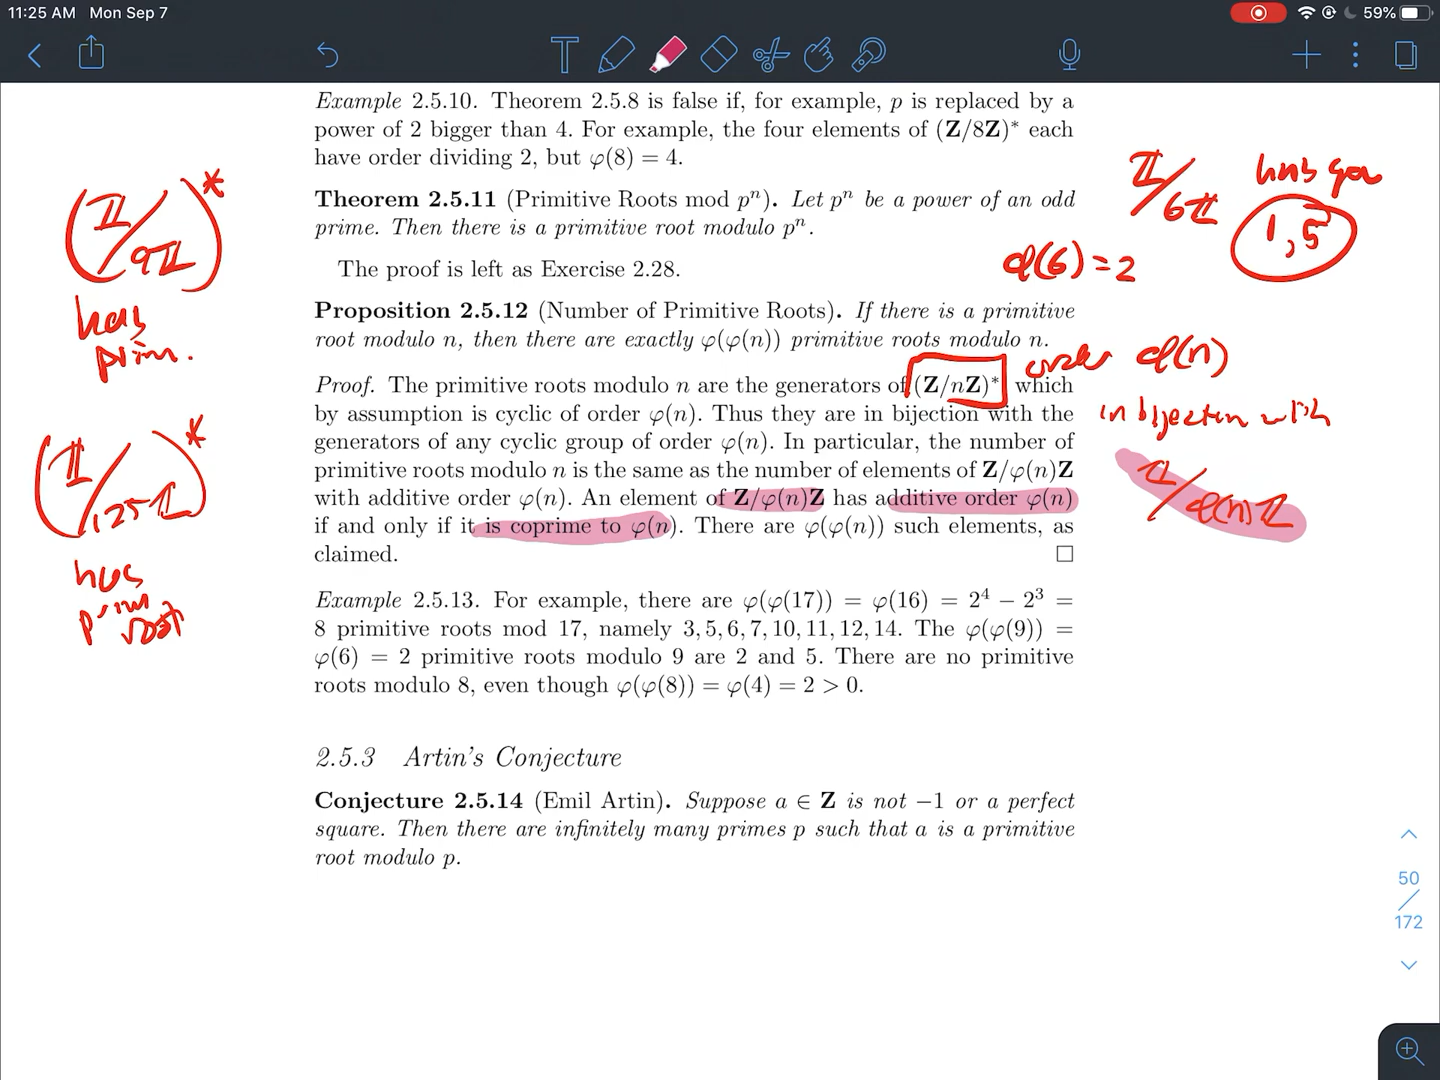 11:25 AM Mon Sep 7
59%
Example 2.5.10. Theorem 2.5.8 is false if, for example, p is replaced by a
power of 2 bigger than 4. For example, the four elements of (Z/8Z)* each
have order dividing 2, but φ(8) = 4.
Theorem 2.5.11 (Primitive Roots mod pⁿ). Let pⁿ be a power of an odd
prime. Then there is a primitive root modulo pⁿ.
The proof is left as Exercise 2.28.
Proposition 2.5.12 (Number of Primitive Roots). If there is a primitive
root modulo n, then there are exactly φ(φ(n)) primitive roots modulo n.
Proof. The primitive roots modulo n are the generators of (Z/nZ)* which
by assumption is cyclic of order φ(n). Thus they are in bijection with the
generators of any cyclic group of order φ(n). In particular, the number of
primitive roots modulo n is the same as the number of elements of Z/φ(n)Z
with additive order φ(n). An element of Z/φ(n)Z has additive order φ(n)
if and only if it is coprime to φ(n). There are φ(φ(n)) such elements, as
claimed. □
Example 2.5.13. For example, there are φ(φ(17)) = φ(16) = 2⁴ − 2³ =
8 primitive roots mod 17, namely 3, 5, 6, 7, 10, 11, 12, 14. The φ(φ(9)) =
φ(6) = 2 primitive roots modulo 9 are 2 and 5. There are no primitive
roots modulo 8, even though φ(φ(8)) = φ(4) = 2 > 0.
2.5.3 Artin's Conjecture
Conjecture 2.5.14 (Emil Artin). Suppose a ∈ Z is not −1 or a perfect
square. Then there are infinitely many primes p such that a is a primitive
root modulo p.
(ℤ/9ℤ)*
has
prim.
(ℤ/125ℤ)*
has
prim
root
ℤ/6ℤ
has gen
1, 5
φ(6) = 2
order φ(n)
in bijection with
ℤ/φ(n)ℤ
50
/
172